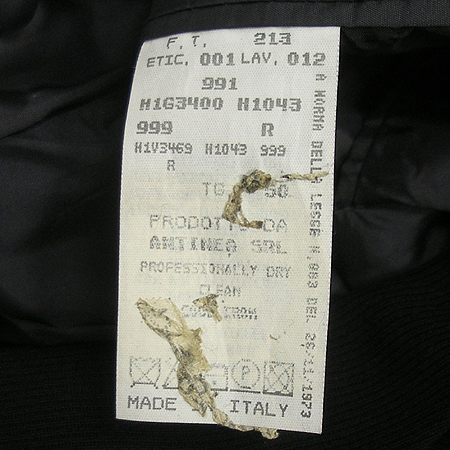 F. T. 213
ETIC. 001 LAV. 012
991
H1G3400 H1043
999 R
H1V3469 H1043 999
R
TG 50
DA
ANTINEA SRL
PROFESSIONALLY DRY
CLEAN
IRON
MADE ITALY
A NORMA DELLA LEGGE N. 883 DEL 26.11.1973